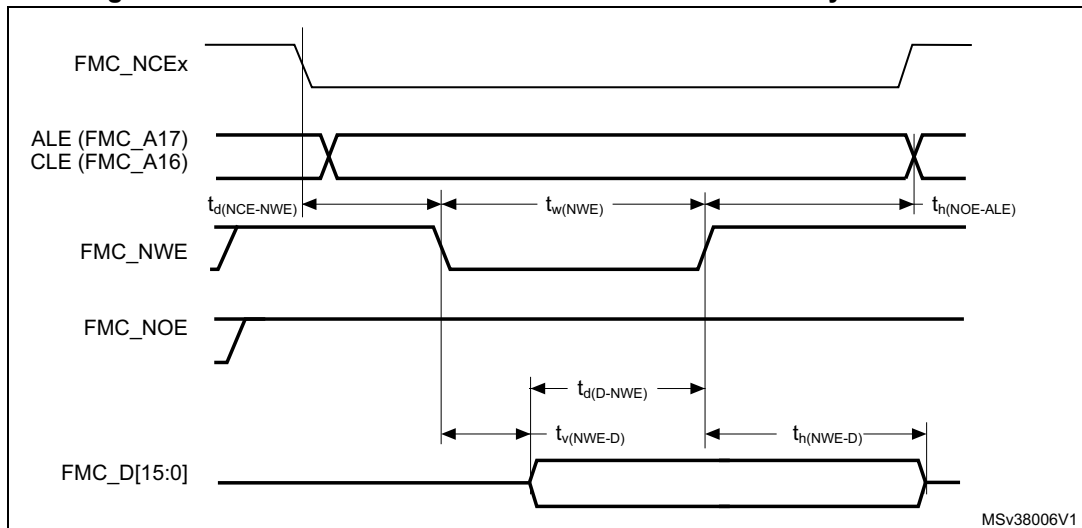 FMC_NCEx
ALE (FMC_A17)
CLE (FMC_A16)
td(NCE-NWE)
tw(NWE)
th(NOE-ALE)
FMC_NWE
FMC_NOE
td(D-NWE)
tv(NWE-D)
th(NWE-D)
FMC_D[15:0]
MSv38006V1